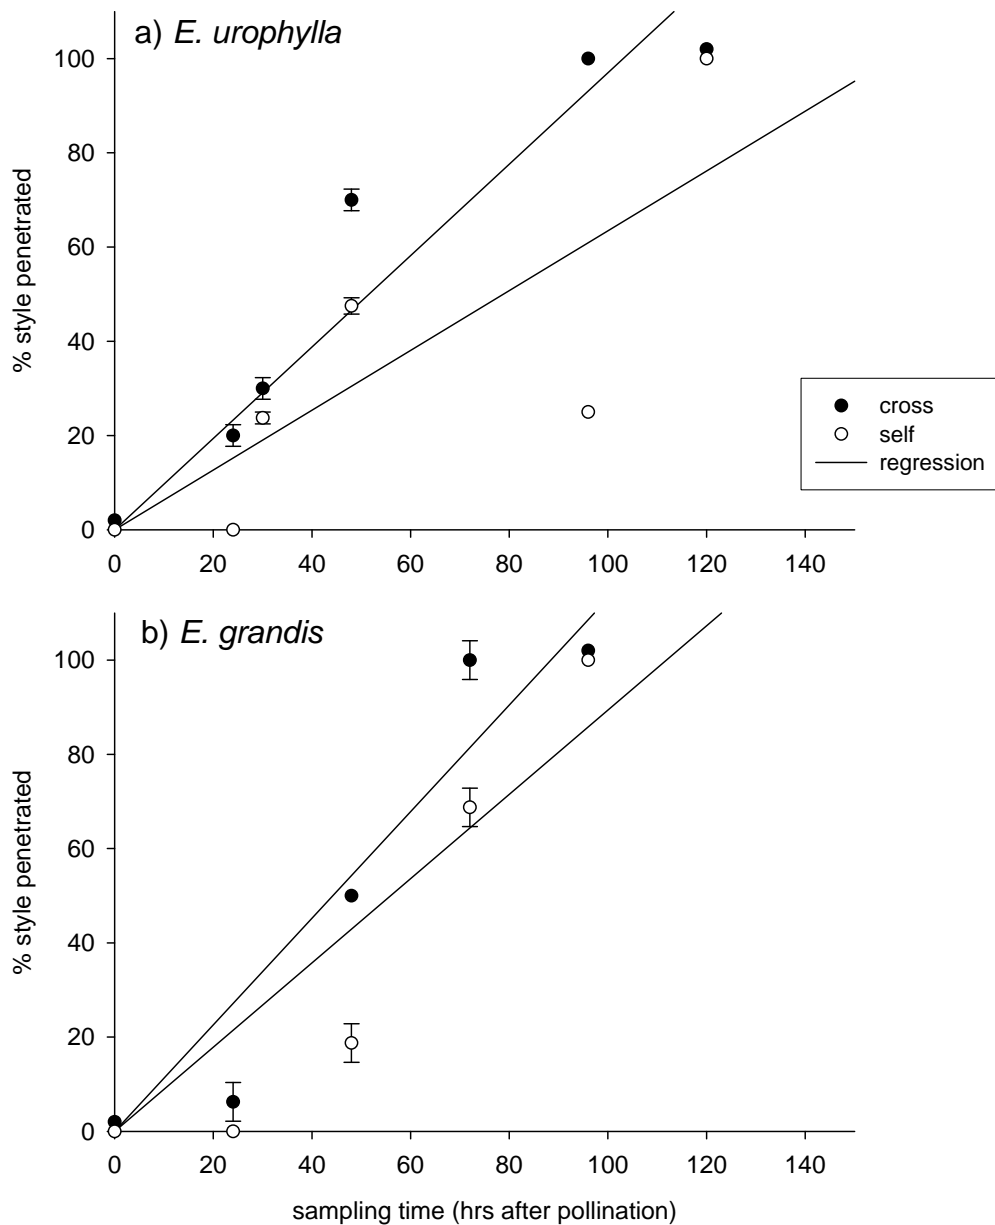 a) E. urophylla
100
80
60
40
20
0
% style penetrated
0 20 40 60 80 100 120 140
cross
self
regression
b) E. grandis
100
80
60
40
20
0
% style penetrated
0 20 40 60 80 100 120 140
sampling time (hrs after pollination)